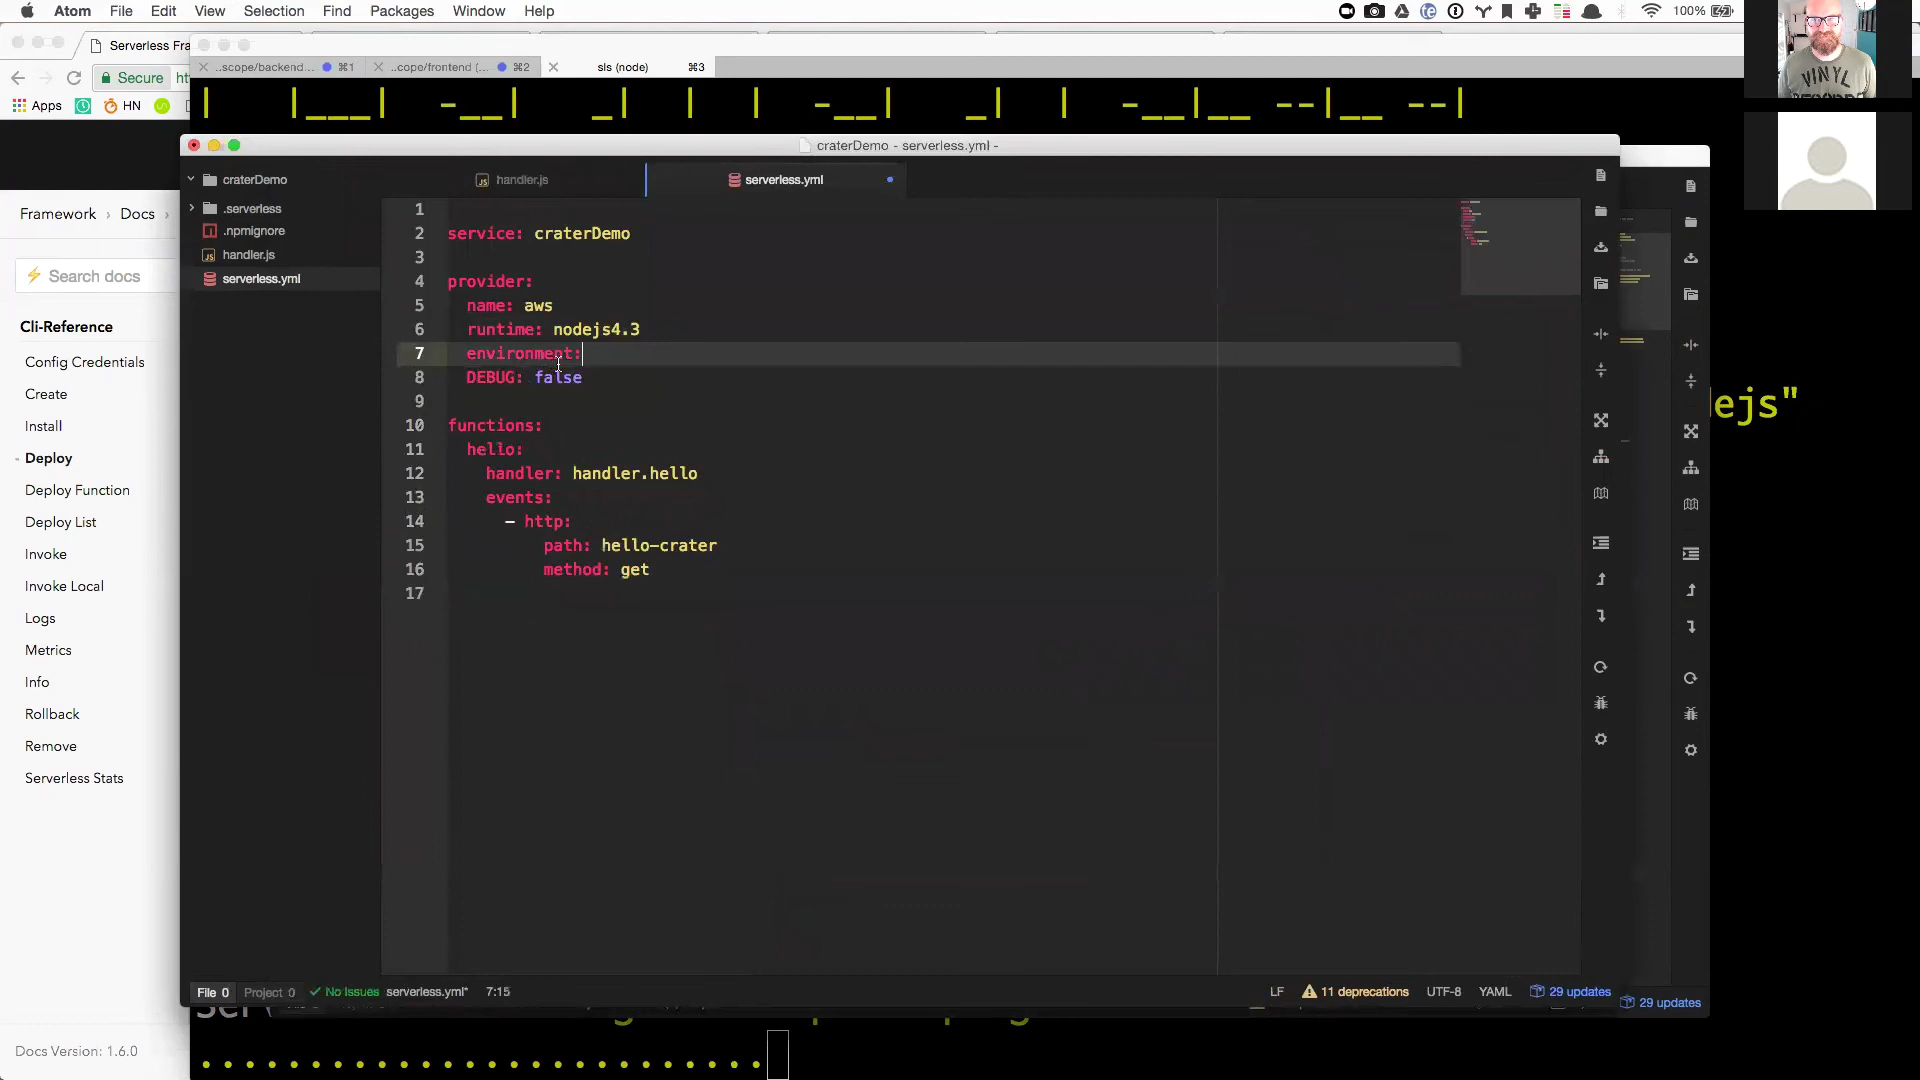 Atom File Edit View Selection Find Packages Window Help 100%
Serverless Fra
..scope/backend... ⌘1 ..cope/frontend (... ⌘2 sls (node) ⌘3
Secure
Apps HN
craterDemo - serverless.yml -
craterDemo
.serverless
.npmignore
handler.js
serverless.yml
handler.js serverless.yml
Framework › Docs ›
Search docs
Cli-Reference
Config Credentials
Create
Install
Deploy
Deploy Function
Deploy List
Invoke
Invoke Local
Logs
Metrics
Info
Rollback
Remove
Serverless Stats
Docs Version: 1.6.0
1
2 service: craterDemo
3
4 provider:
5 name: aws
6 runtime: nodejs4.3
7 environment:
8 DEBUG: false
9
10 functions:
11 hello:
12 handler: handler.hello
13 events:
14 – http:
15 path: hello-crater
16 method: get
17
ejs"
VINYL
File 0 Project 0 No Issues serverless.yml* 7:15 LF 11 deprecations UTF-8 YAML 29 updates
29 updates